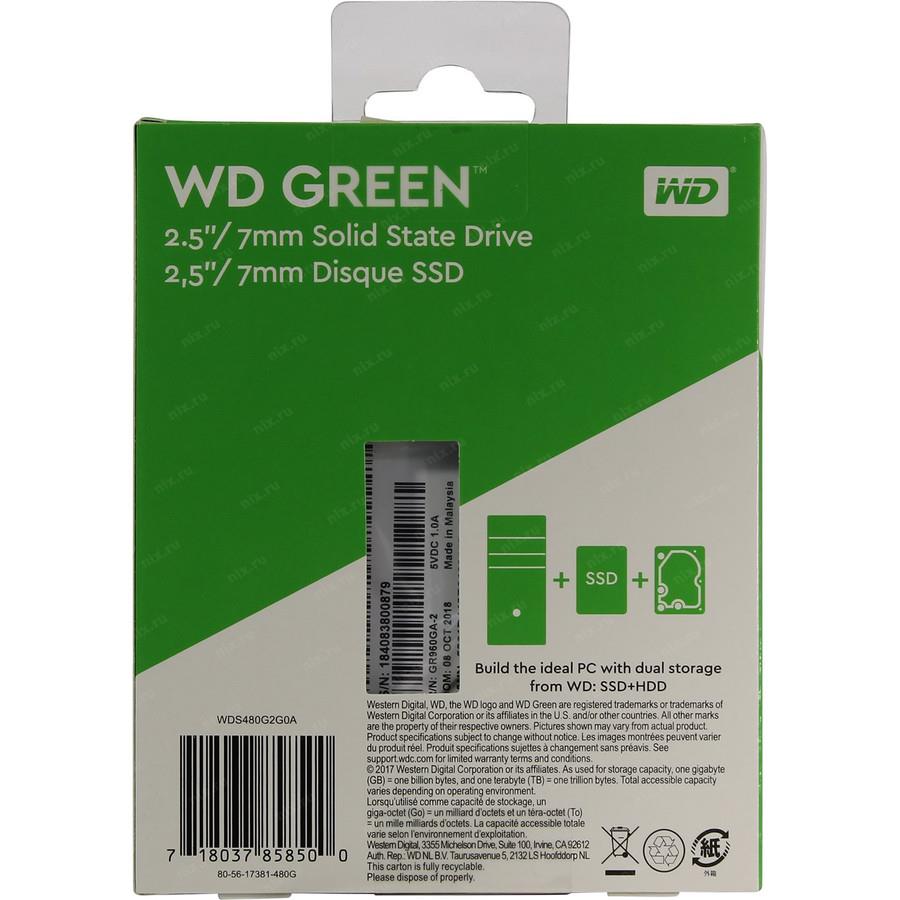 WD GREEN™
WD®
2.5"/ 7mm Solid State Drive
2,5"/ 7mm Disque SSD
S/N: 184083800879
/N: GR960GA-2
5VDC 1.0A
OM: 08 OCT 2018
Made in Malaysia
+ SSD +
Build the ideal PC with dual storage
from WD: SSD+HDD
WDS480G2G0A
7 18037 85850 0
80-56-17381-480G
Western Digital, WD, the WD logo and WD Green are registered trademarks or trademarks of
Western Digital Corporation or its affiliates in the U.S. and/or other countries. All other marks
are the property of their respective owners. Pictures shown may vary from actual product.
Product specifications subject to change without notice. Les images montrées peuvent varier
du produit réel. Produit specifications sujettes à changement sans préavis. See
support.wdc.com for limited warranty terms and conditions.
© 2017 Western Digital Corporation or its affiliates. As used for storage capacity, one gigabyte
(GB) = one billion bytes, and one terabyte (TB) = one trillion bytes. Total accessible capacity
varies depending on operating environment.
Lorsqu'utilisé comme capacité de stockage, un
giga-octet (Go) = un milliard d'octets et un téra-octet (To)
= un mille milliards d'octets. La capacité accessible totale
varie selon l'environnement d'exploitation.
Western Digital, 3355 Michelson Drive, Suite 100, Irvine, CA 92612
Auth. Rep.: WD NL B.V. Taurusavenue 5, 2132 LS Hoofddorp NL
This carton is fully recyclable.
Please dispose of properly.
紙
外箱
nix.ru